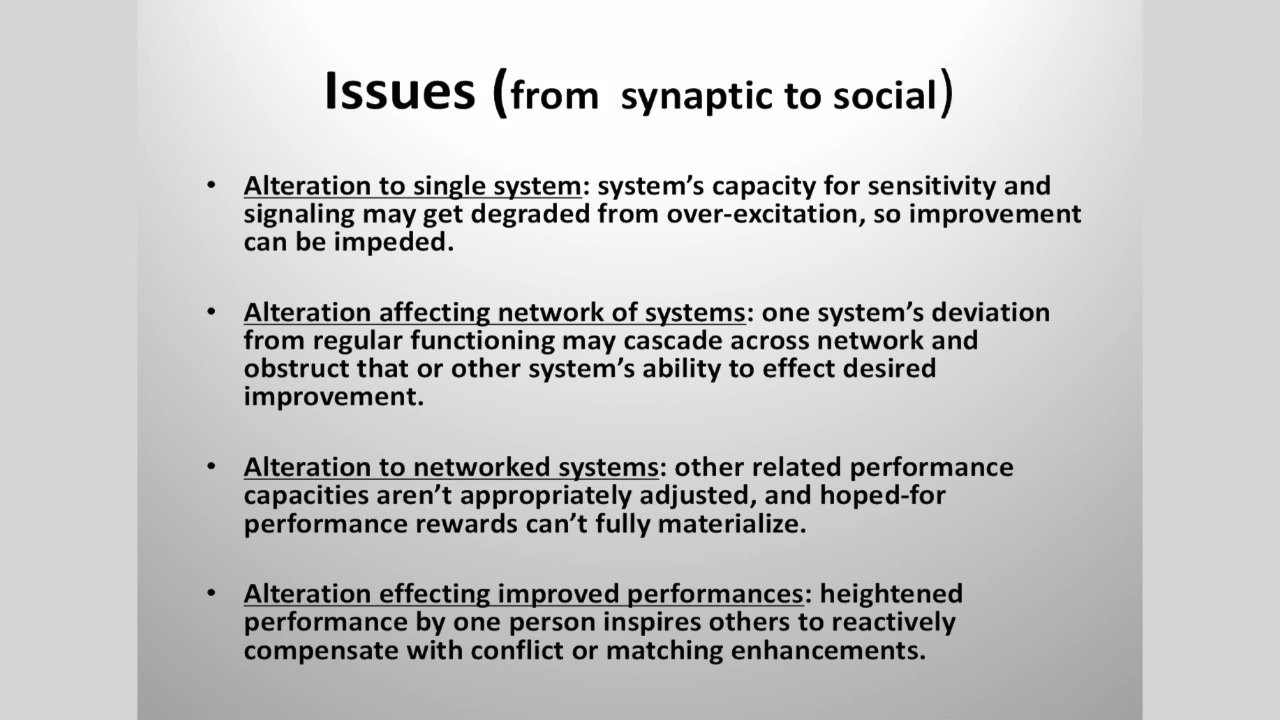 Issues (from  synaptic to social)
• Alteration to single system: system’s capacity for sensitivity and
signaling may get degraded from over-excitation, so improvement
can be impeded.
• Alteration affecting network of systems: one system’s deviation
from regular functioning may cascade across network and
obstruct that or other system’s ability to effect desired
improvement.
• Alteration to networked systems: other related performance
capacities aren’t appropriately adjusted, and hoped-for
performance rewards can’t fully materialize.
• Alteration effecting improved performances: heightened
performance by one person inspires others to reactively
compensate with conflict or matching enhancements.